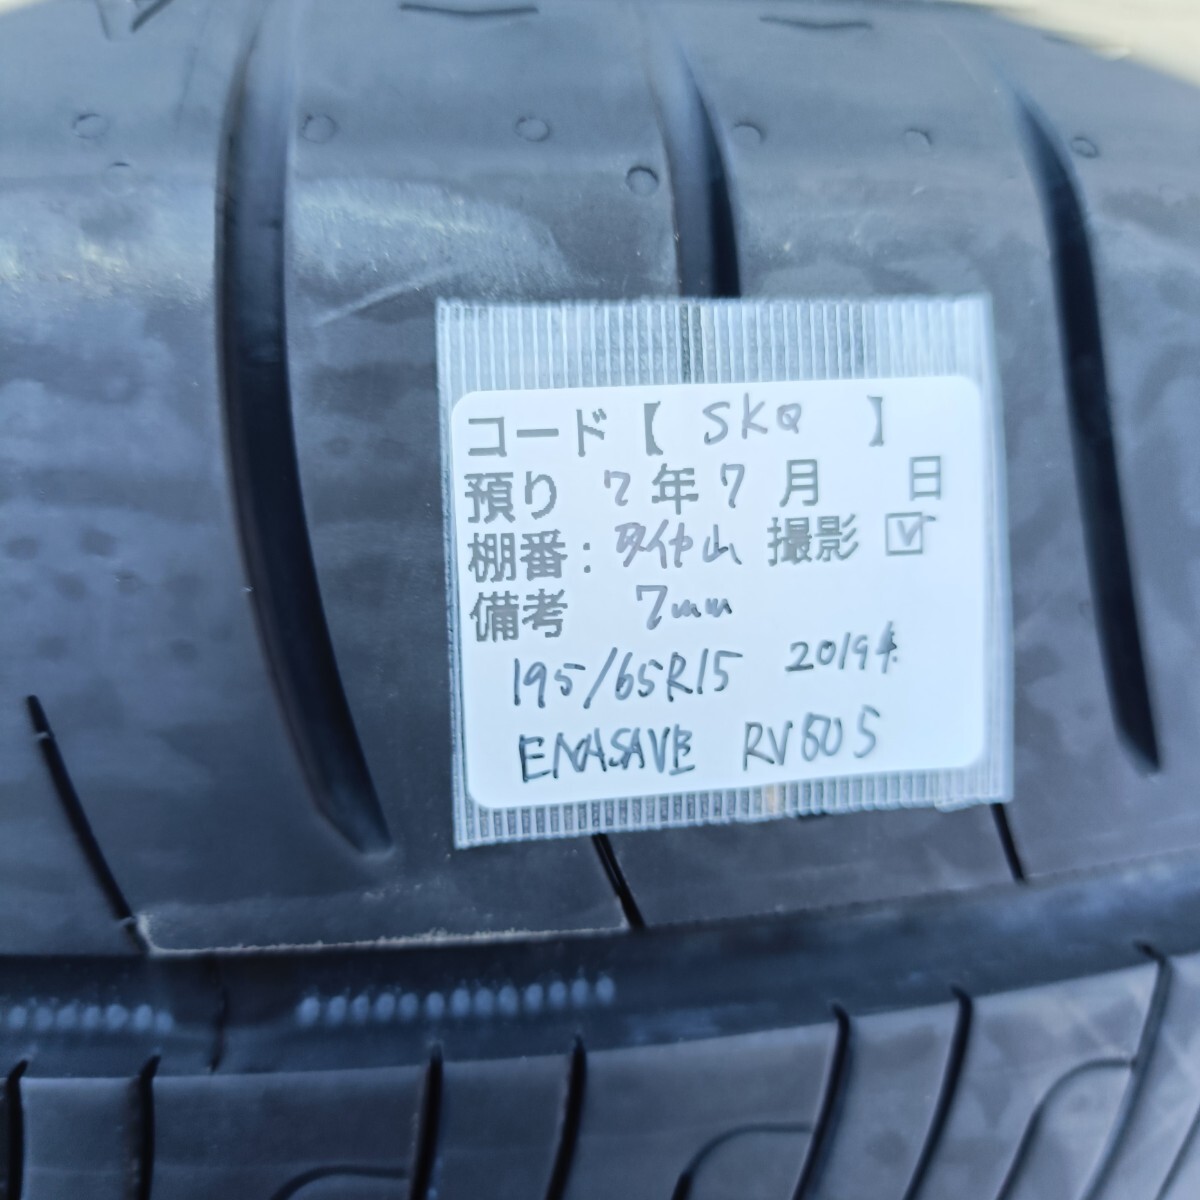 コード【 SKQ 】
預り 7年7月 日
棚番：タイヤ山 撮影 ☑
備考 7mm
195/65R15 2019年
ENASAVE RV505